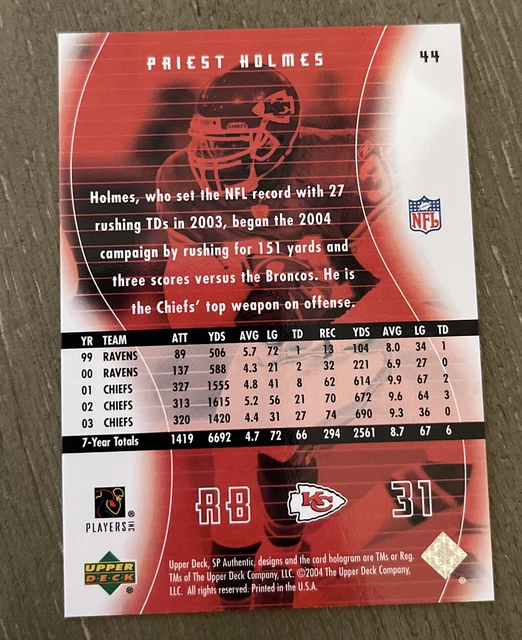 PRIEST HOLMES
44
CHIEFS
NFL
Holmes, who set the NFL record with 27
rushing TDs in 2003, began the 2004
campaign by rushing for 151 yards and
three scores versus the Broncos. He is
the Chiefs' top weapon on offense.
YR TEAM ATT YDS AVG LG TD REC YDS AVG LG TD
99 RAVENS 89 506 5.7 72 1 13 104 8.0 34 1
00 RAVENS 137 588 4.3 21 2 32 221 6.9 27 0
01 CHIEFS 327 1555 4.8 41 8 62 614 9.9 67 2
02 CHIEFS 313 1615 5.2 56 21 70 672 9.6 64 3
03 CHIEFS 320 1420 4.4 31 27 74 690 9.3 36 0
7-Year Totals 1419 6692 4.7 72 66 294 2561 8.7 67 6
PLAYERS INC ®
RB
KC
31
UPPER
DECK ®
Upper Deck, SP Authentic, designs and the card hologram are TMs or Reg.
TMs of The Upper Deck Company, LLC. ©2004 The Upper Deck Company,
LLC. All rights reserved. Printed in the U.S.A.
®